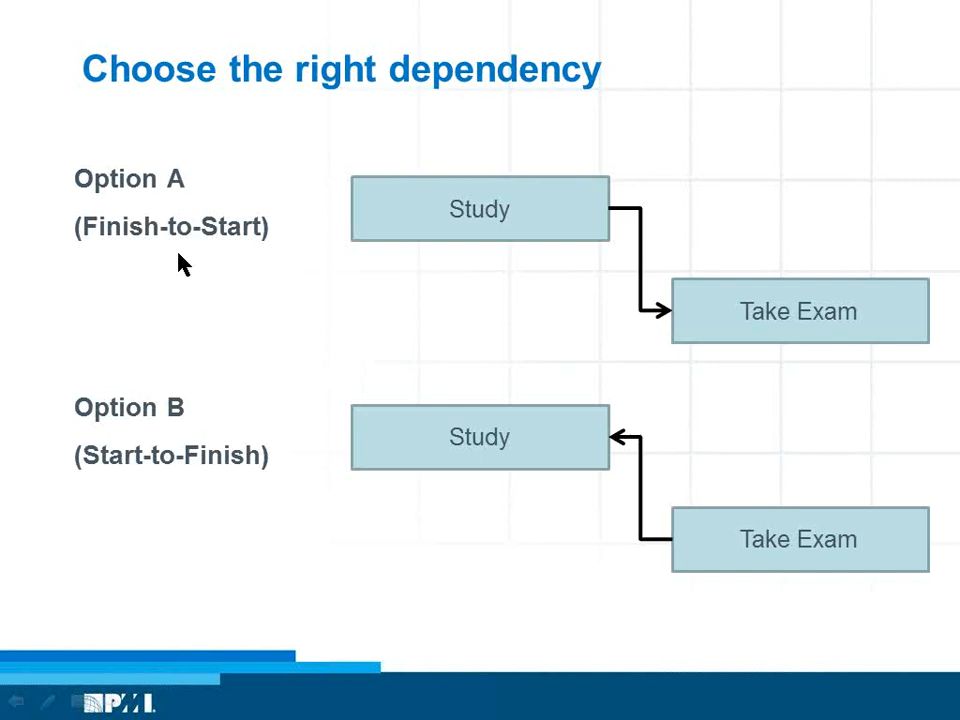 Choose the right dependency
Option A
(Finish-to-Start)
Study
Take Exam
Option B
(Start-to-Finish)
Study
Take Exam
PMI